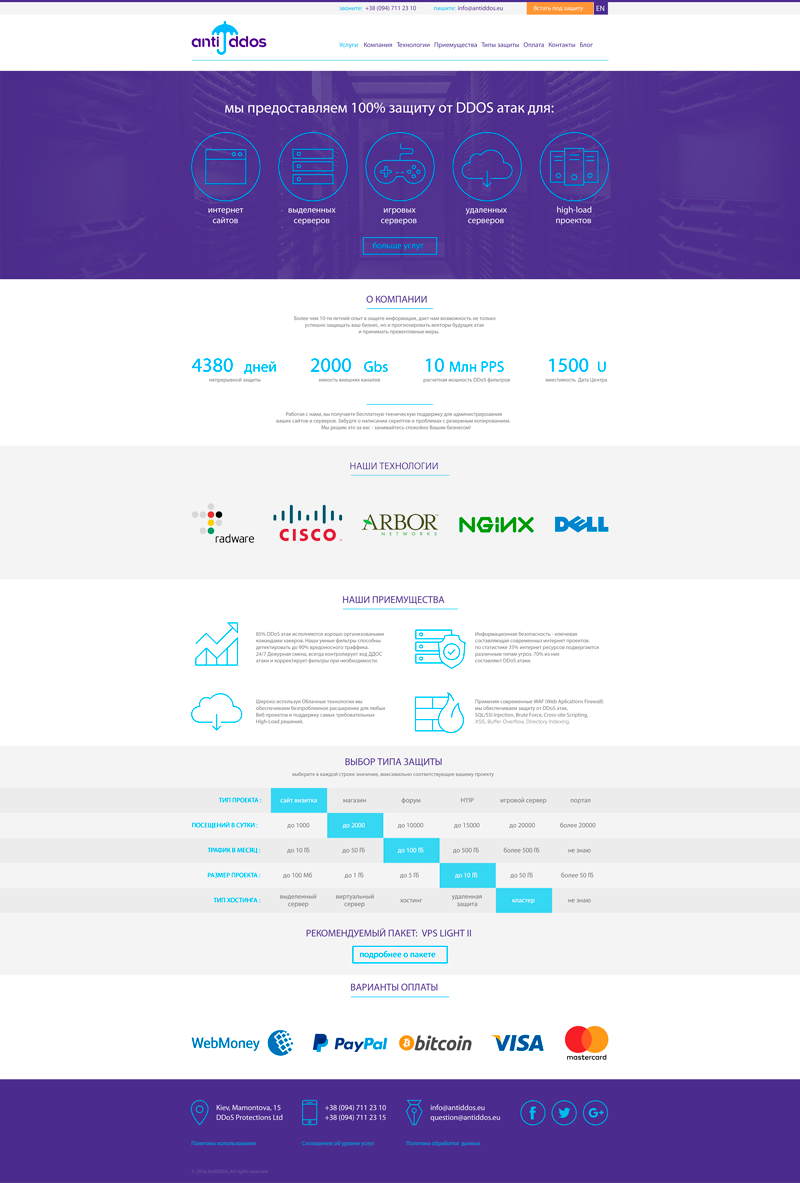 звоните: +38 (094) 711 23 10 пишите: info@antiddos.eu Встать под защиту EN
anti ddos
Услуги Компания Технологии Приемущества Типы защиты Оплата Контакты Блог
мы предоставляем 100% защиту от DDOS атак для:
интернет сайтов
выделенных серверов
игровых серверов
удаленных серверов
high-load проектов
больше услуг
О КОМПАНИИ
Более чем 10-ти летний опыт в защите информации, дает нам возможность не только
успешно защищать ваш бизнес, но и прогнозировать векторы будущих атак
и принимать превентивные меры.
4380 дней 2000 Gbs 10 Млн PPS 1500 U
непрерывной защиты емкость внешних каналов расчетная мощность DDoS фильтров вместимость Дата Центра
Работая с нами, вы получаете бесплатную техническую поддержку для администрирования
ваших сайтов и серверов. Забудте о написании скриптов и проблемах с резервным копированием.
Мы решим это за вас - занимайтесь спокойно Вашим бизнесом!
НАШИ ТЕХНОЛОГИИ
radware
CISCO
ARBOR
NETWORKS
NGINX
DELL
НАШИ ПРИЕМУЩЕСТВА
85% DDoS атак исполняются хорошо организоваными
командами хакеров. Наши умные фильтры способны
детектировать до 90% вредоносного траффика.
24/7 Дежурная смена, всегда контролирует ход ДДОС
атаки и корректирует фильтры при необходимости.
Информационная безопасность - ключевая
составляющая современных интернет проектов.
по статистике 35% интернет ресурсов подвергаются
различным типам угроз. 70% из них
составляют DDoS атаки.
Широко используя Облачные технологии мы
обеспечиваем безпроблемное расширение для любых
Веб проектов и поддержку самых требовательных
High-Load решений.
Применяя современные WAF (Web Aplications Firewall)
мы обеспечиваем защиту от DDoS атак,
SQL/SSI Injection, Brute Force, Cross site Scripting,
XSS, Buffer Overflow, Directory Indexing.
ВЫБОР ТИПА ЗАЩИТЫ
выберите в каждой строке значение, максимально соответствующее вашему проекту
ТИП ПРОЕКТА : сайт визитка магазин форум HYIP игровой сервер портал
ПОСЕЩЕНИЙ В СУТКИ : до 1000 до 2000 до 10000 до 15000 до 20000 более 20000
ТРАФИК В МЕСЯЦ : до 10 Гб до 50 Гб до 100 Гб до 500 Гб более 500 Гб не знаю
РАЗМЕР ПРОЕКТА : до 100 Мб до 1 Гб до 5 Гб до 10 Гб до 50 Гб более 50 Гб
ТИП ХОСТИНГА : выделенный сервер виртуальный сервер хостинг удаленная защита кластер не знаю
РЕКОМЕНДУЕМЫЙ ПАКЕТ: VPS LIGHT II
подробнее о пакете
ВАРИАНТЫ ОПЛАТЫ
WebMoney
PayPal
bitcoin
VISA
mastercard
Kiev, Mamontova, 15
DDoS Protections Ltd
+38 (094) 711 23 10
+38 (094) 711 23 15
info@antiddos.eu
question@antiddos.eu
Политика использования Соглашение об уровне услуг Политика обработки данных